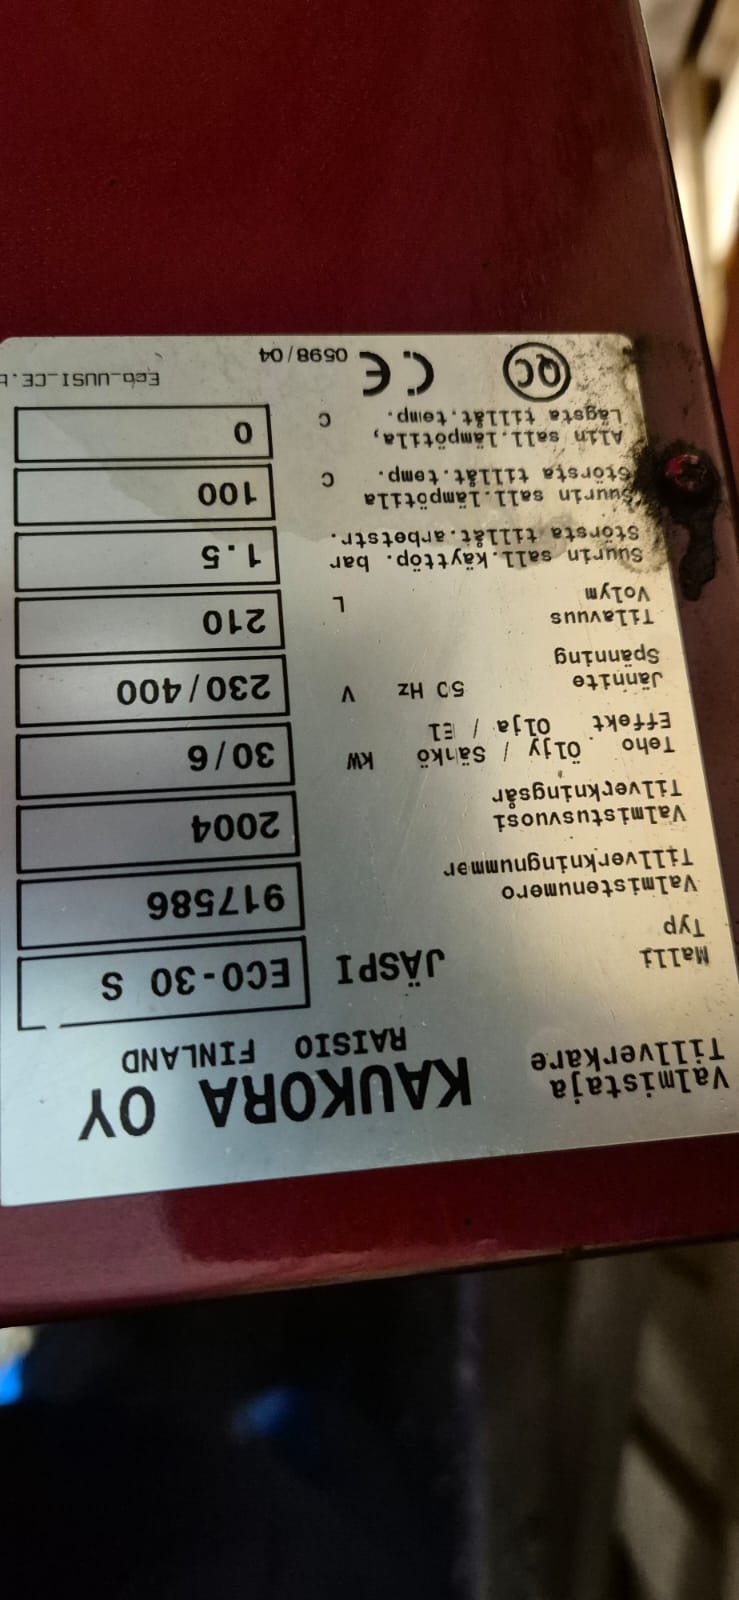 Valmistaja
Tillverkare
KAUKORA OY
RAISIO FINLAND
Malli
Typ
JÄSPI
ECO-30 S
Valmistenumero
Tillverkningnummer
917586
Valmistusvuosi
Tillverkningsår
2004
Teho Öljy / Sähkö kW
Effekt Olja / El
30/6
Jännite
Spänning
50 Hz V
230/400
Tilavuus
Volym
L
210
Suurin sall.käyttöp. bar
Största tillåt.arbetstr.
1.5
Suurin sall.lämpötila
Största tillåt.temp. C
100
Alin sall.lämpötila,
Lägsta tillåt.temp. C
0
QC
CE
0598/04
Eco_UUSI_CE.